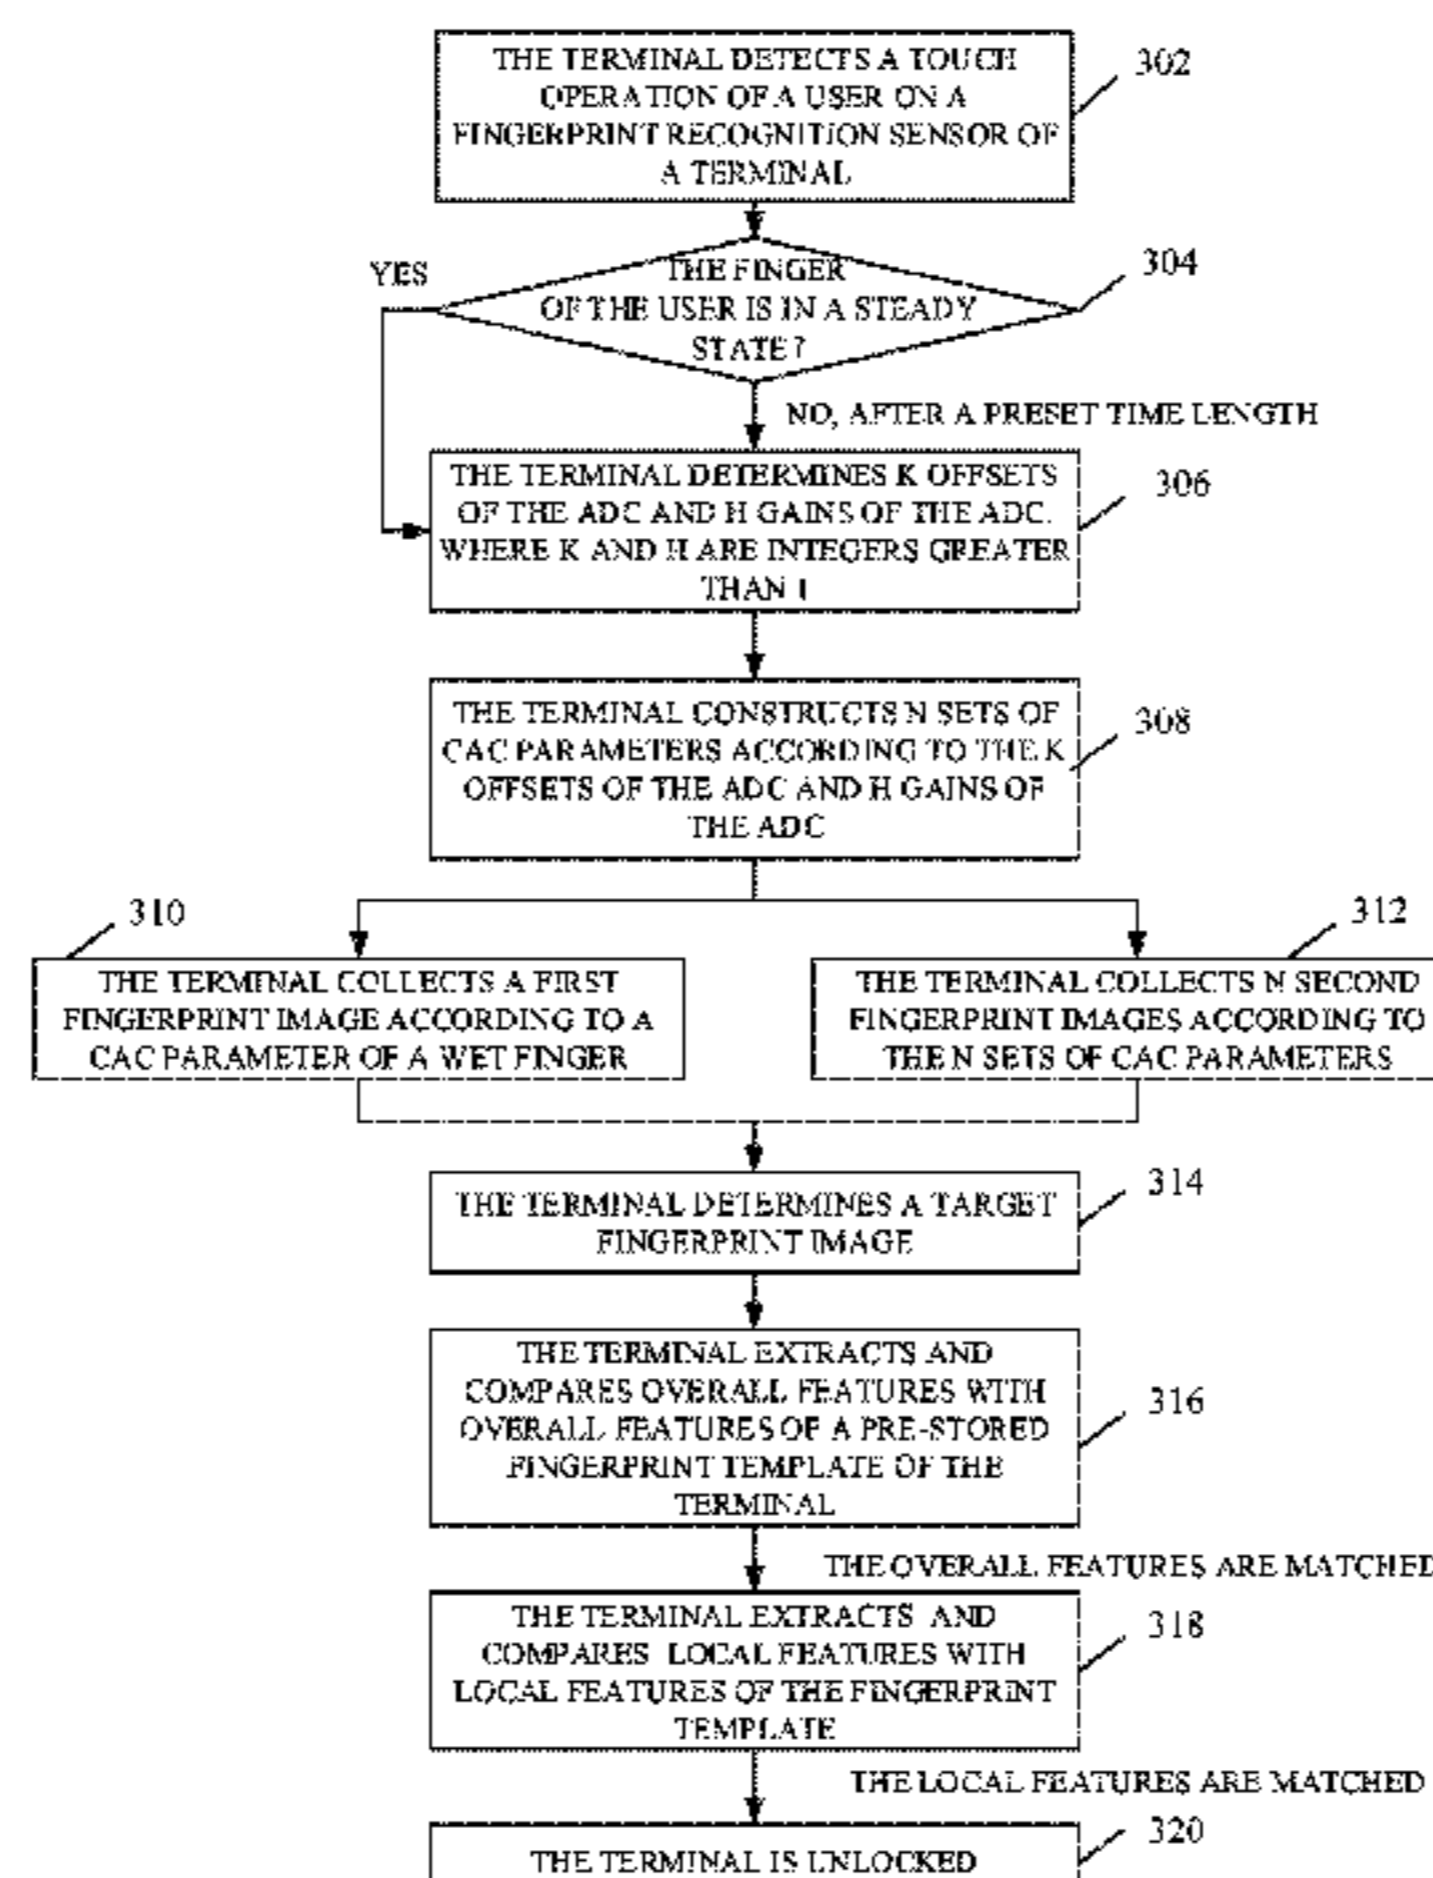 THE TERMINAL DETECTS A TOUCH
OPERATION OF A USER ON A
FINGERPRINT RECOGNITION SENSOR OF
A TERMINAL
302
YES
THE FINGER
OF THE USER IS IN A STEADY
STATE?
304
NO, AFTER A PRESET TIME LENGTH
THE TERMINAL DETERMINES K OFFSETS
OF THE ADC AND H GAINS OF THE ADC,
WHERE K AND H ARE INTEGERS GREATER
THAN 1
306
THE TERMINAL CONSTRUCTS N SETS OF
CAC PARAMETERS ACCORDING TO THE K
OFFSETS OF THE ADC AND H GAINS OF
THE ADC
308
310
THE TERMINAL COLLECTS A FIRST
FINGERPRINT IMAGE ACCORDING TO A
CAC PARAMETER OF A WET FINGER
312
THE TERMINAL COLLECTS N SECOND
FINGERPRINT IMAGES ACCORDING TO
THE N SETS OF CAC PARAMETERS
THE TERMINAL DETERMINES A TARGET
FINGERPRINT IMAGE
314
THE TERMINAL EXTRACTS AND
COMPARES OVERALL FEATURES WITH
OVERALL FEATURES OF A PRE-STORED
FINGERPRINT TEMPLATE OF THE
TERMINAL
316
THE OVERALL FEATURES ARE MATCHED
THE TERMINAL EXTRACTS AND
COMPARES LOCAL FEATURES WITH
LOCAL FEATURES OF THE FINGERPRINT
TEMPLATE
318
THE LOCAL FEATURES ARE MATCHED
THE TERMINAL IS UNLOCKED
320